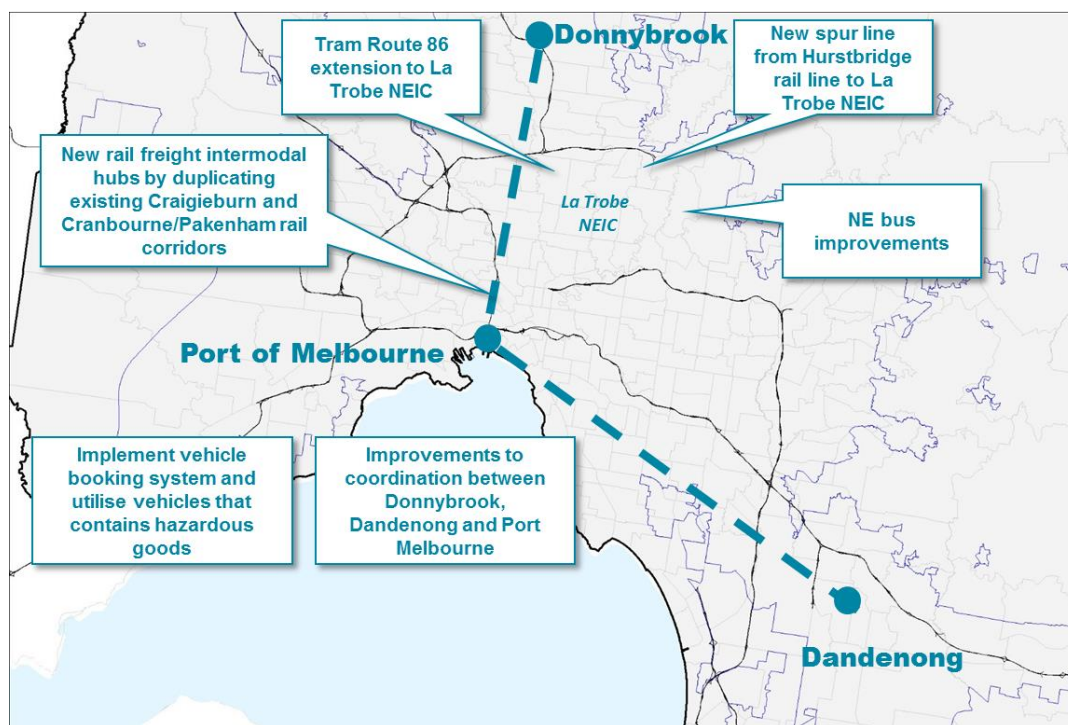 Donnybrook
Tram Route 86
extension to La
Trobe NEIC
New spur line
from Hurstbridge
rail line to La
Trobe NEIC
New rail freight intermodal
hubs by duplicating
existing Craigieburn and
Cranbourne/Pakenham rail
corridors
La Trobe
NEIC
NE bus
improvements
Port of Melbourne
Implement vehicle
booking system and
utilise vehicles that
contains hazardous
goods
Improvements to
coordination between
Donnybrook,
Dandenong and Port
Melbourne
Dandenong